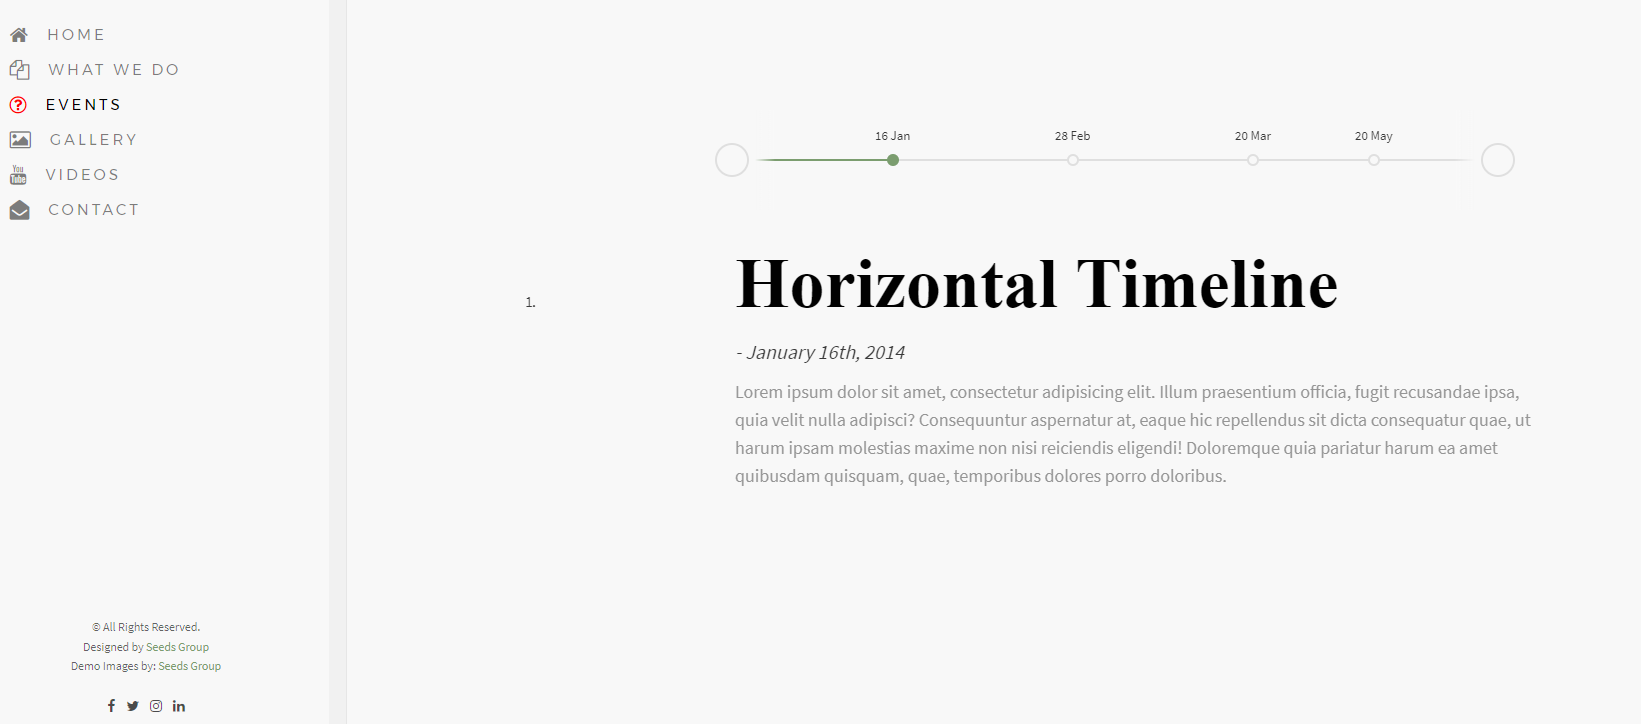 HOME
WHAT WE DO
EVENTS
GALLERY
You
Tube
VIDEOS
CONTACT
© All Rights Reserved.
Designed by Seeds Group
Demo Images by: Seeds Group
16 Jan 28 Feb 20 Mar 20 May
1.
Horizontal Timeline
- January 16th, 2014
Lorem ipsum dolor sit amet, consectetur adipisicing elit. Illum praesentium officia, fugit recusandae ipsa,
quia velit nulla adipisci? Consequuntur aspernatur at, eaque hic repellendus sit dicta consequatur quae, ut
harum ipsam molestias maxime non nisi reiciendis eligendi! Doloremque quia pariatur harum ea amet
quibusdam quisquam, quae, temporibus dolores porro doloribus.